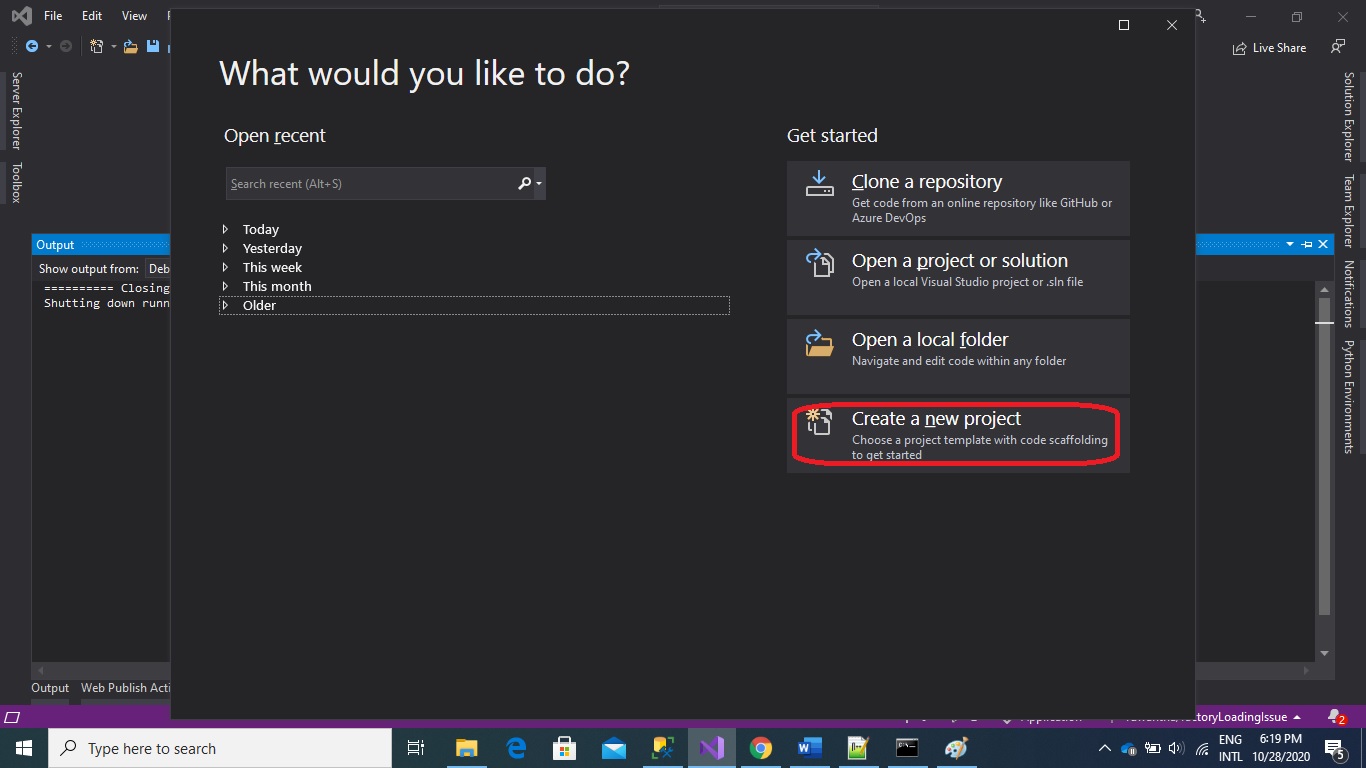 File Edit View
What would you like to do?
Live Share
Server Explorer
Toolbox
Solution Explorer
Team Explorer
Notifications
Python Environments
Open recent
Search recent (Alt+S)
Today
Yesterday
This week
This month
Older
Get started
Clone a repository
Get code from an online repository like GitHub or
Azure DevOps
Open a project or solution
Open a local Visual Studio project or .sln file
Open a local folder
Navigate and edit code within any folder
Create a new project
Choose a project template with code scaffolding
to get started
Output
Show output from: Deb
========== Closing
Shutting down runn
Output Web Publish Acti
ctoryLoadingIssue
2
Type here to search
ENG
INTL
6:19 PM
10/28/2020
5